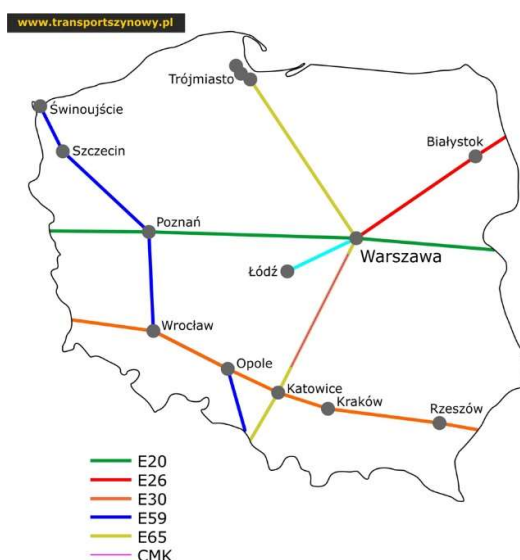 www.transportszynowy.pl
Trójmiasto
Świnoujście
Białystok
Szczecin
Poznań
Warszawa
Łódź
Wrocław
Opole
Katowice
Kraków
Rzeszów
E20
E26
E30
E59
E65
CMK